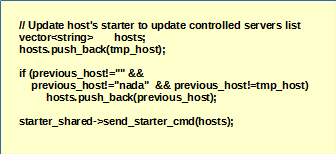 // Update host's starter to update controlled servers list
vector<string>       hosts;
hosts.push_back(tmp_host);

if (previous_host!="" &&
    previous_host!="nada"  && previous_host!=tmp_host)
        hosts.push_back(previous_host);

starter_shared->send_starter_cmd(hosts);